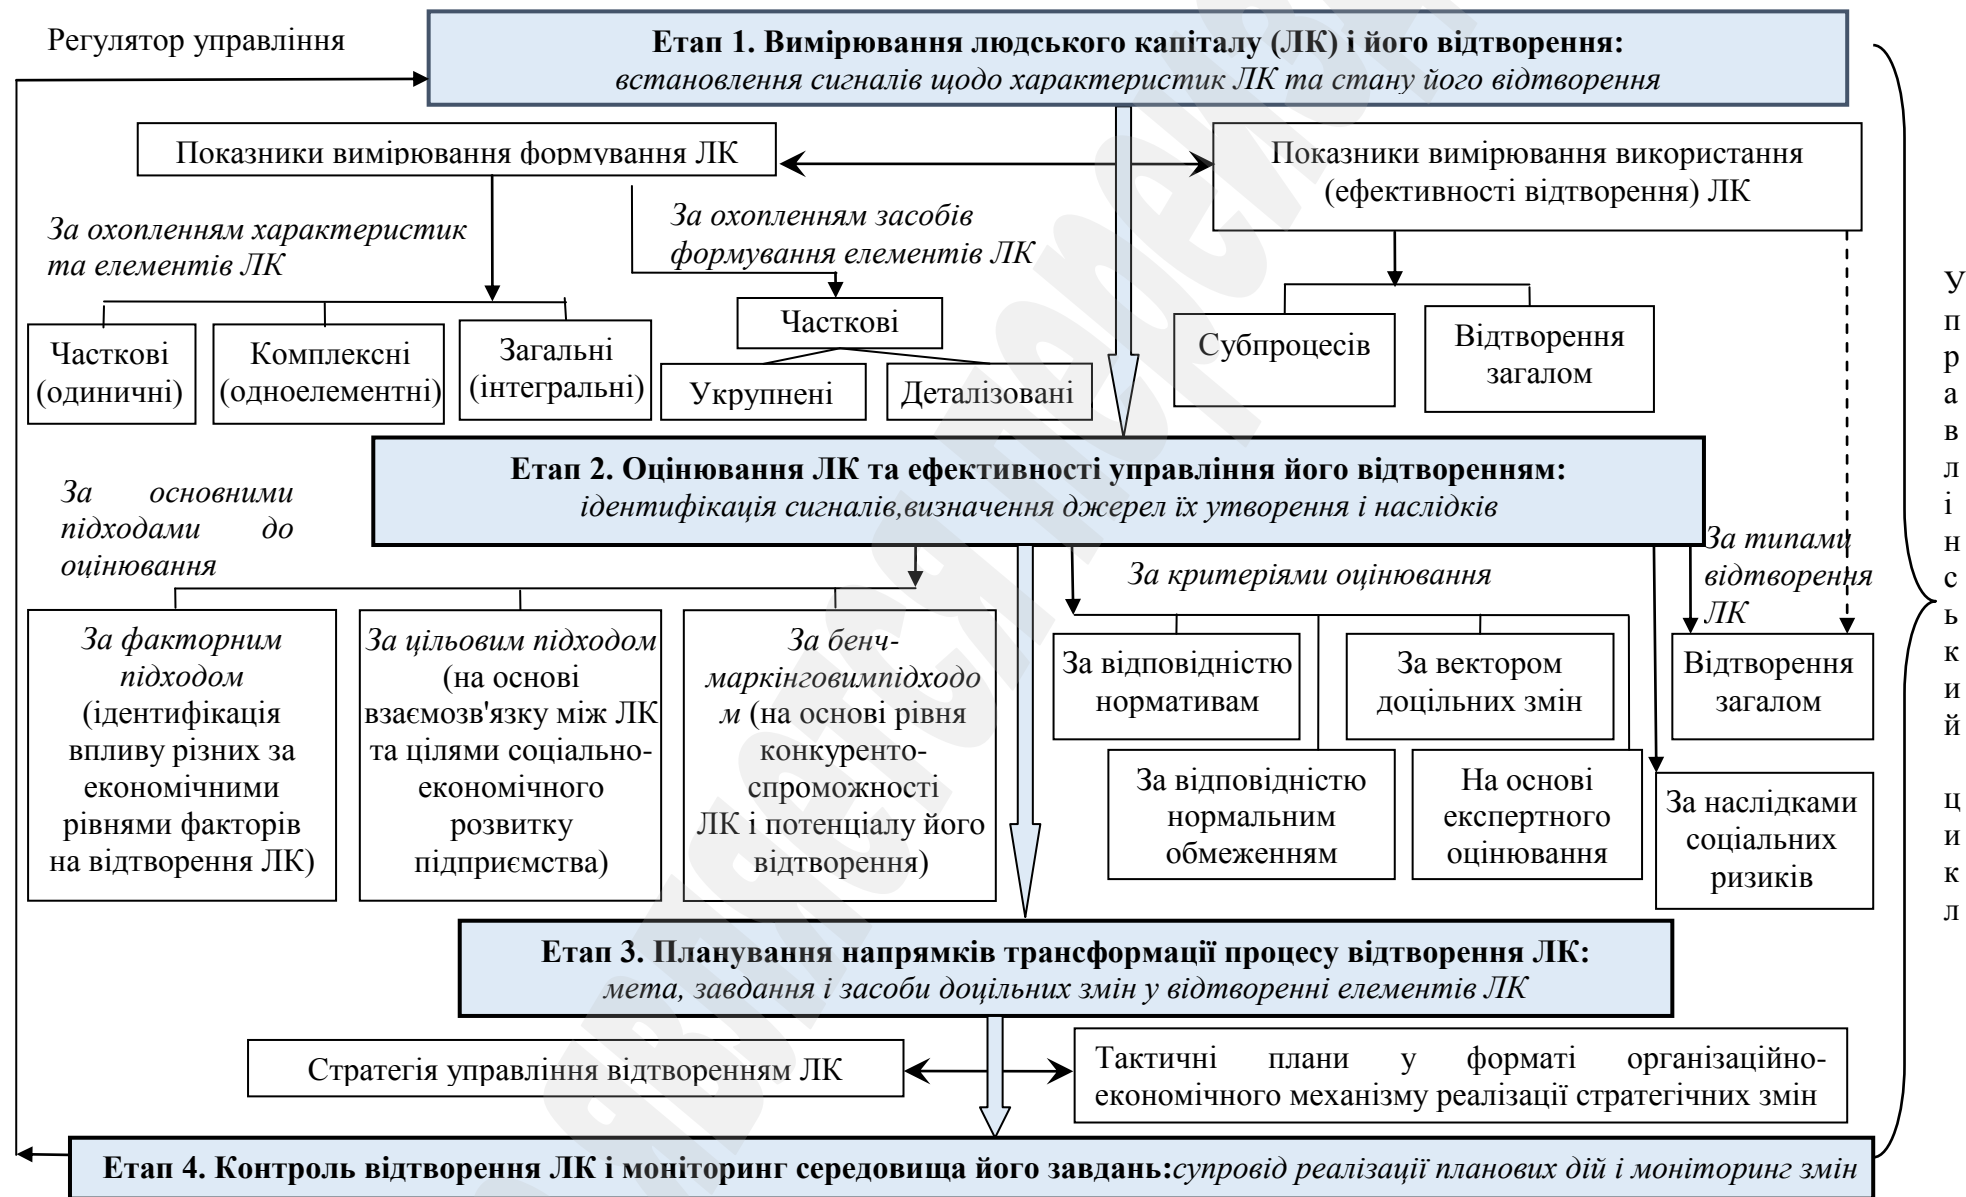 Регулятор управління
Етап 1. Вимірювання людського капіталу (ЛК) і його відтворення:
встановлення сигналів щодо характеристик ЛК та стану його відтворення
Показники вимірювання формування ЛК
Показники вимірювання використання
(ефективності відтворення) ЛК
За охопленням характеристик
та елементів ЛК
За охопленням засобів
формування елементів ЛК
Часткові
(одиничні)
Комплексні
(одноелементні)
Загальні
(інтегральні)
Часткові
Укрупнені
Деталізовані
Субпроцесів
Відтворення
загалом
Етап 2. Оцінювання ЛК та ефективності управління його відтворенням:
ідентифікація сигналів,визначення джерел їх утворення і наслідків
За основними
підходами до
оцінювання
За критеріями оцінювання
За типами
відтворення
ЛК
За факторним
підходом
(ідентифікація
впливу різних за
економічними
рівнями факторів
на відтворення ЛК)
За цільовим підходом
(на основі
взаємозв'язку між ЛК
та цілями соціально-
економічного
розвитку
підприємства)
За бенч-
маркінговимпідходо
м (на основі рівня
конкуренто-
спроможності
ЛК і потенціалу його
відтворення)
За відповідністю
нормативам
За вектором
доцільних змін
Відтворення
загалом
За відповідністю
нормальним
обмеженням
На основі
експертного
оцінювання
За наслідками
соціальних
ризиків
Етап 3. Планування напрямків трансформації процесу відтворення ЛК:
мета, завдання і засоби доцільних змін у відтворенні елементів ЛК
Стратегія управління відтворенням ЛК
Тактичні плани у форматі організаційно-
економічного механізму реалізації стратегічних змін
Етап 4. Контроль відтворення ЛК і моніторинг середовища його завдань:супровід реалізації планових дій і моніторинг змін
Управлінський цикл